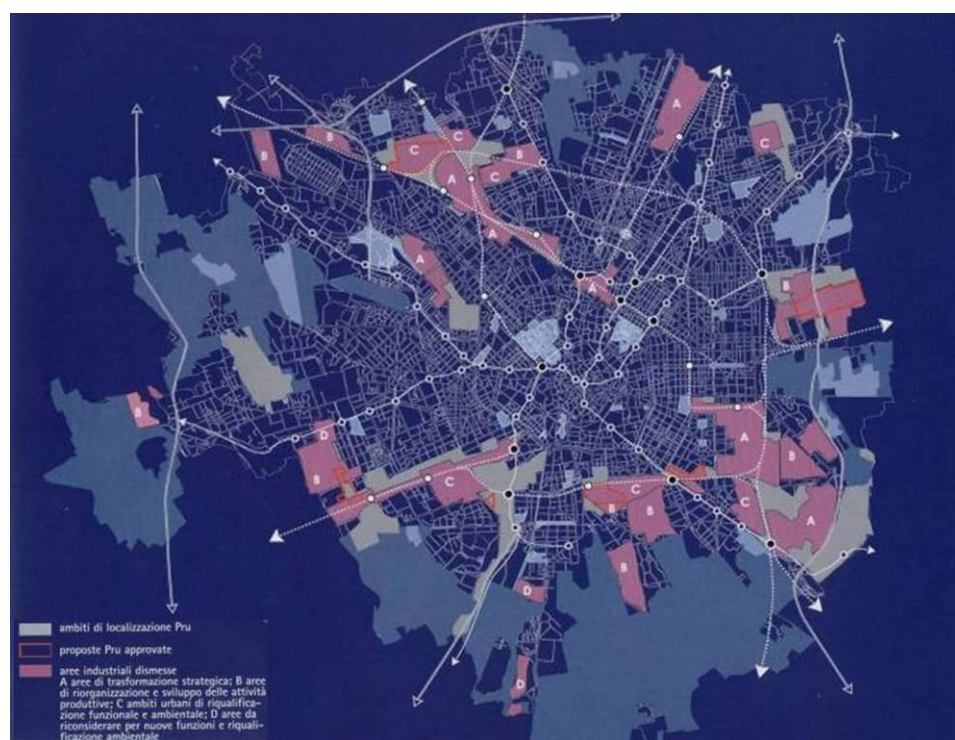 A
B
B
C
C
C
B
A
C
A
A
A
B
B
D
B
C
A
B
C
B
B
C
A
B
D
D
ambiti di localizzazione Pru
proposte Pru approvate
aree industriali dismesse
A aree di trasformazione strategica; B aree
di riorganizzazione e sviluppo delle attività
produttive; C ambiti urbani di riqualifica-
zione funzionale e ambientale; D aree da
riconsiderare per nuove funzioni e riquali-
ficazione ambientale